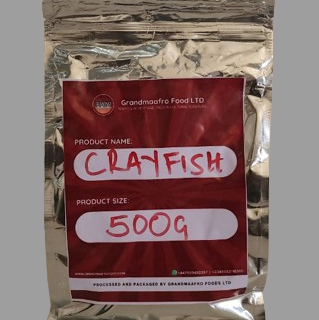 Grandmaafro Food LTD
PRODUCT NAME:
CRAYFISH
PRODUCT SIZE:
500G
PROCESSED AND PACKAGED BY GRANDMAAFRO FOODS LTD